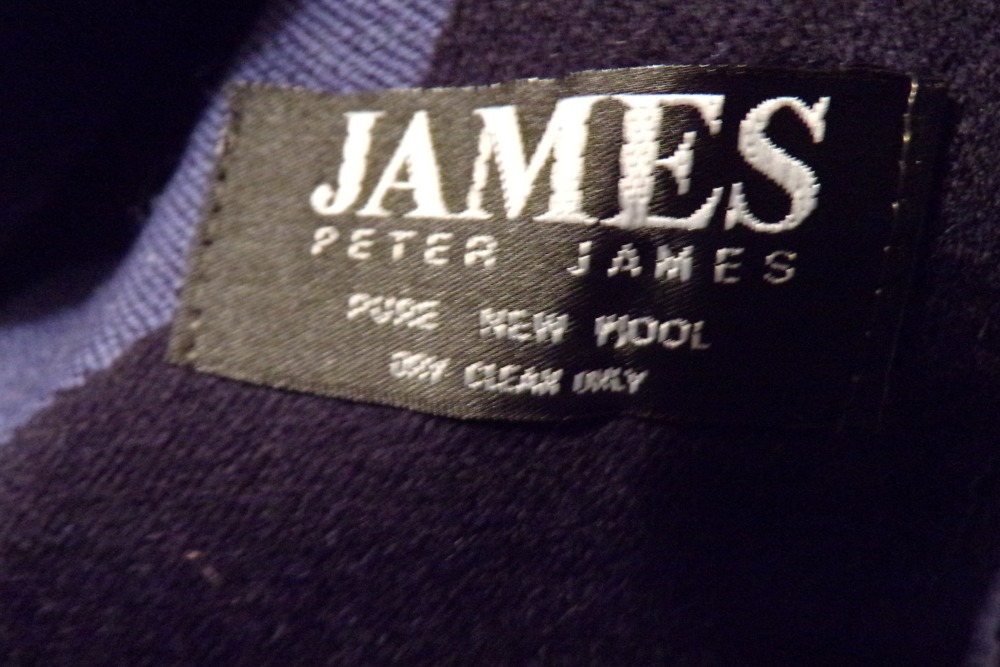 JAMES
PETER JAMES
PURE NEW WOOL
DRY CLEAN ONLY